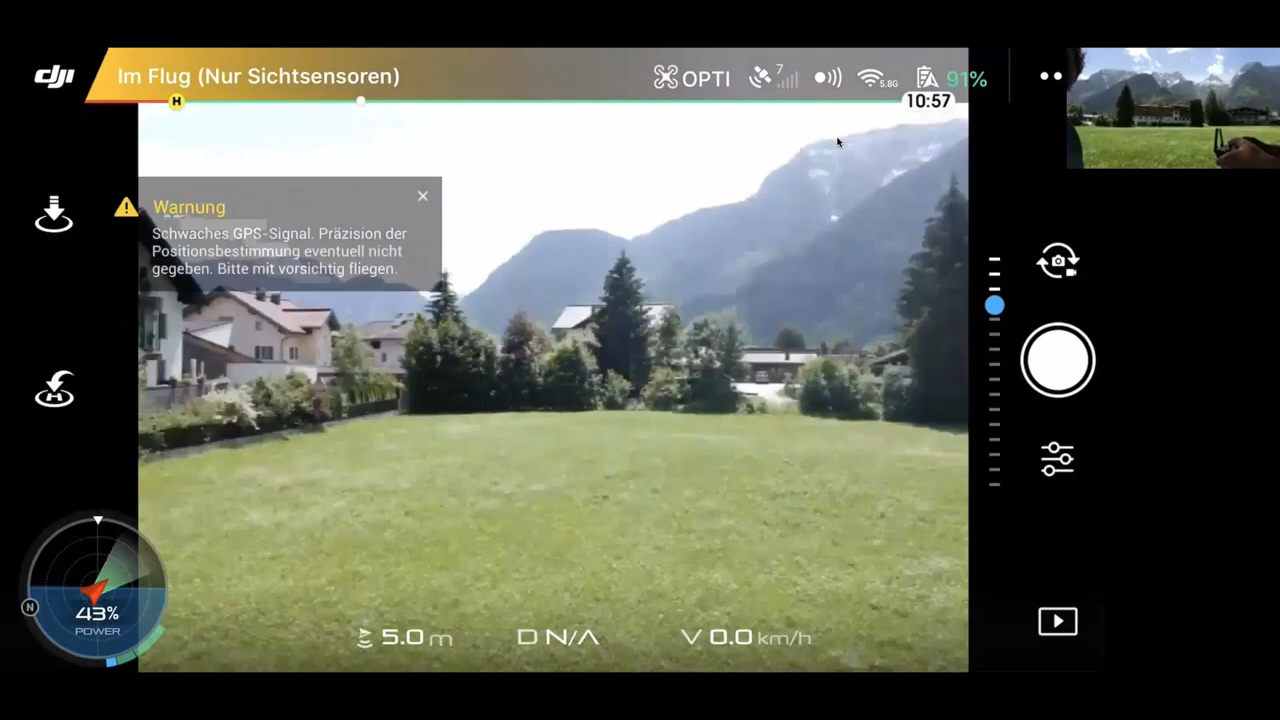 dji
Im Flug (Nur Sichtsensoren)
OPTI
7
5.8G
91%
H
10:57
Warnung
Schwaches GPS-Signal. Präzision der
Positionsbestimmung eventuell nicht
gegeben. Bitte mit vorsichtig fliegen.
H
N
43%
POWER
5.0 m
D N/A
V 0.0 km/h